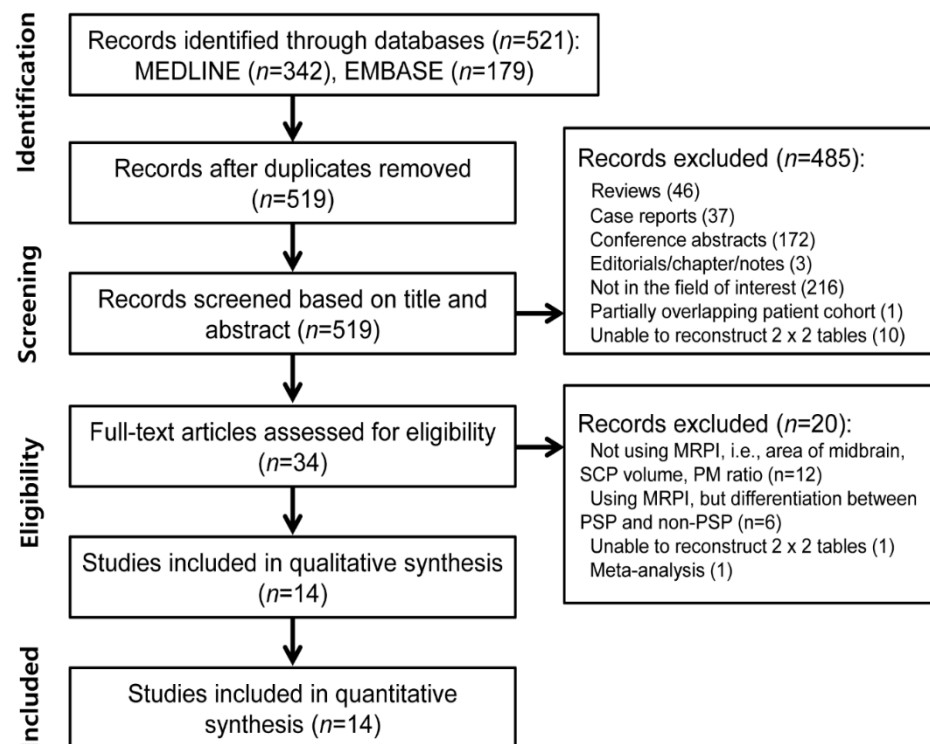 Identification
Records identified through databases (n=521):
MEDLINE (n=342), EMBASE (n=179)
Records after duplicates removed
(n=519)
Screening
Records screened based on title and
abstract (n=519)
Records excluded (n=485):
Reviews (46)
Case reports (37)
Conference abstracts (172)
Editorials/chapter/notes (3)
Not in the field of interest (216)
Partially overlapping patient cohort (1)
Unable to reconstruct 2 x 2 tables (10)
Eligibility
Full-text articles assessed for eligibility
(n=34)
Records excluded (n=20):
Not using MRPI, i.e., area of midbrain,
SCP volume, PM ratio (n=12)
Using MRPI, but differentiation between
PSP and non-PSP (n=6)
Unable to reconstruct 2 x 2 tables (1)
Meta-analysis (1)
Studies included in qualitative synthesis
(n=14)
Included
Studies included in quantitative
synthesis (n=14)